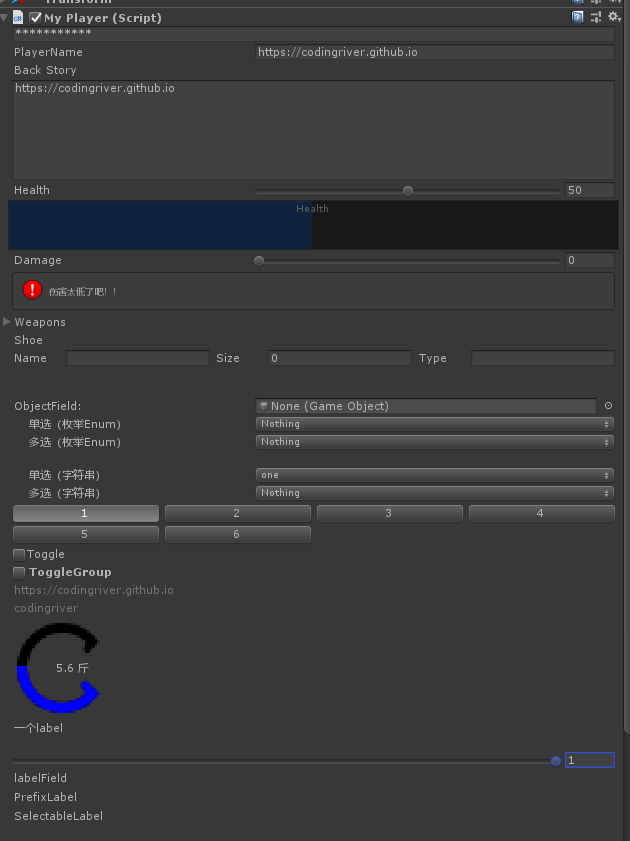 Transform
My Player (Script)
***********
PlayerName https://codingriver.github.io
Back Story
https://codingriver.github.io
Health 50
Health
Damage 0
伤害太低了吧！！
Weapons
Shoe
Name Size 0 Type
ObjectField: None (Game Object)
单选 (枚举Enum) Nothing
多选 (枚举Enum) Nothing
单选 (字符串) one
多选 (字符串) Nothing
1 2 3 4
5 6
Toggle
ToggleGroup
https://codingriver.github.io
codingriver
5.6 斤
一个label
1
labelField
PrefixLabel
SelectableLabel